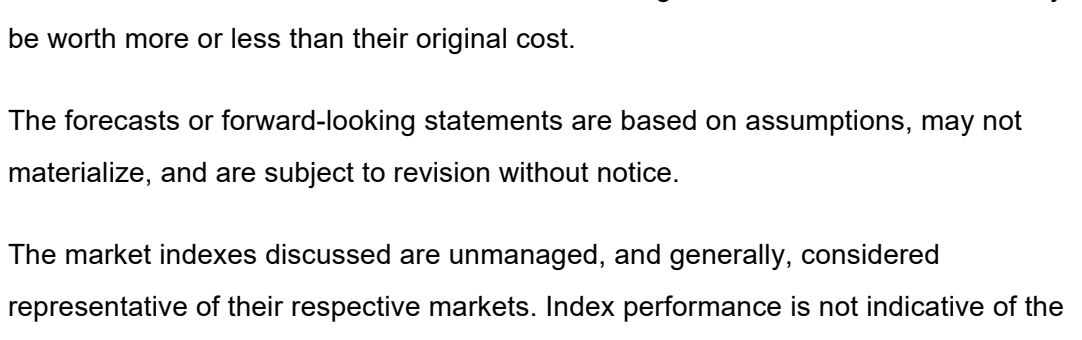 be worth more or less than their original cost.
The forecasts or forward-looking statements are based on assumptions, may not
materialize, and are subject to revision without notice.
The market indexes discussed are unmanaged, and generally, considered
representative of their respective markets. Index performance is not indicative of the